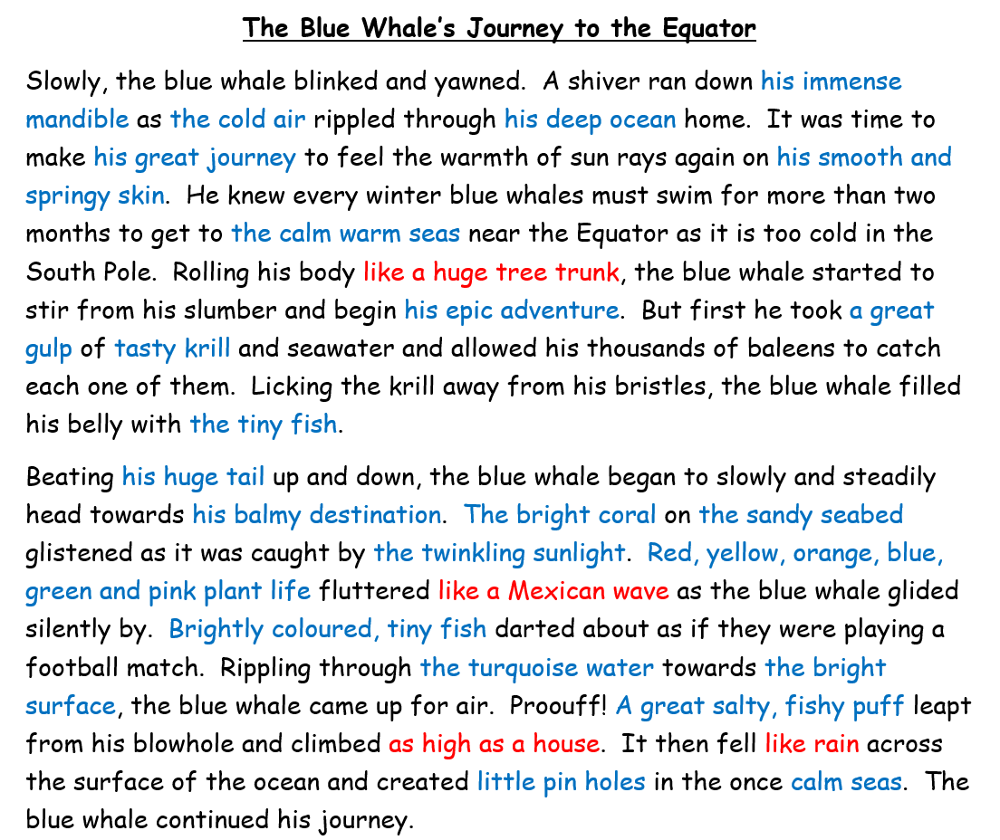 The Blue Whale’s Journey to the Equator
Slowly, the blue whale blinked and yawned.  A shiver ran down his immense
mandible as the cold air rippled through his deep ocean home.  It was time to
make his great journey to feel the warmth of sun rays again on his smooth and
springy skin.  He knew every winter blue whales must swim for more than two
months to get to the calm warm seas near the Equator as it is too cold in the
South Pole.  Rolling his body like a huge tree trunk, the blue whale started to
stir from his slumber and begin his epic adventure.  But first he took a great
gulp of tasty krill and seawater and allowed his thousands of baleens to catch
each one of them.  Licking the krill away from his bristles, the blue whale filled
his belly with the tiny fish.
Beating his huge tail up and down, the blue whale began to slowly and steadily
head towards his balmy destination.  The bright coral on the sandy seabed
glistened as it was caught by the twinkling sunlight.  Red, yellow, orange, blue,
green and pink plant life fluttered like a Mexican wave as the blue whale glided
silently by.  Brightly coloured, tiny fish darted about as if they were playing a
football match.  Rippling through the turquoise water towards the bright
surface, the blue whale came up for air.  Proouff! A great salty, fishy puff leapt
from his blowhole and climbed as high as a house.  It then fell like rain across
the surface of the ocean and created little pin holes in the once calm seas.  The
blue whale continued his journey.